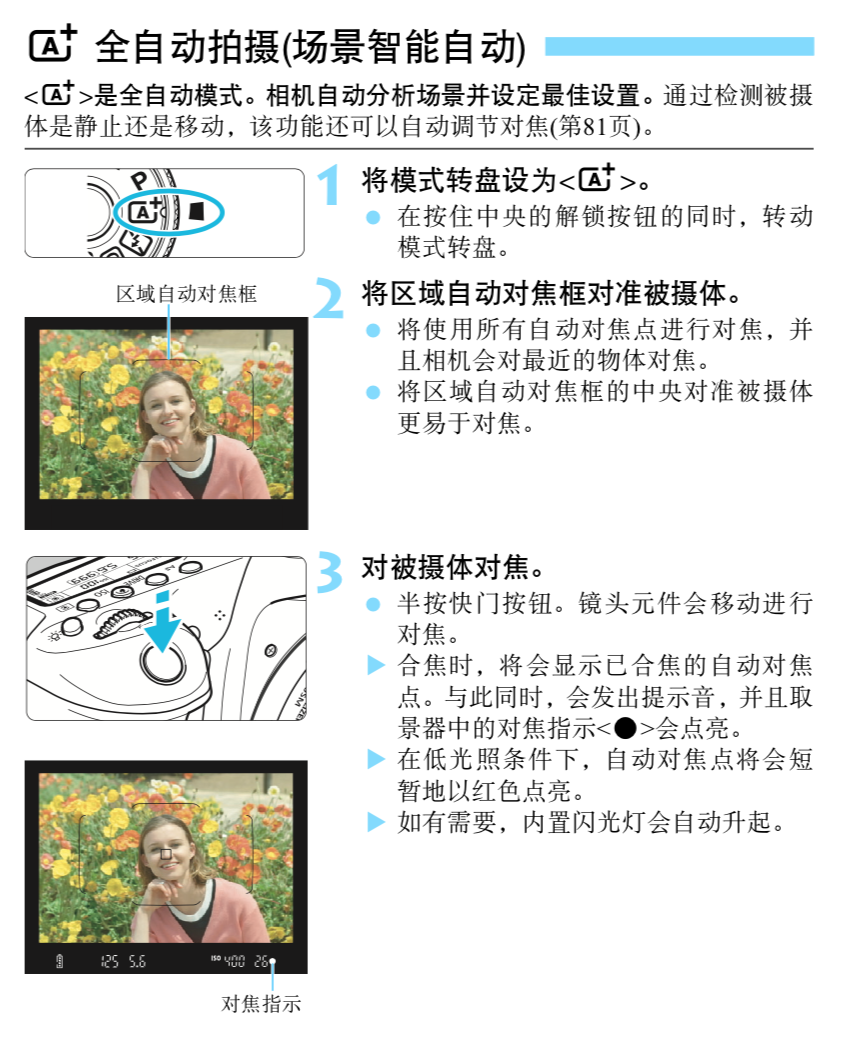 A+ 全自动拍摄(场景智能自动)
<A+>是全自动模式。相机自动分析场景并设定最佳设置。通过检测被摄
体是静止还是移动，该功能还可以自动调节对焦(第81页)。
P
A+
1 将模式转盘设为<A+>。
● 在按住中央的解锁按钮的同时，转动
模式转盘。
区域自动对焦框
2 将区域自动对焦框对准被摄体。
● 将使用所有自动对焦点进行对焦，并
且相机会对最近的物体对焦。
● 将区域自动对焦框的中央对准被摄体
更易于对焦。
3 对被摄体对焦。
● 半按快门按钮。镜头元件会移动进行
对焦。
▶ 合焦时，将会显示已合焦的自动对焦
点。与此同时，会发出提示音，并且取
景器中的对焦指示<●>会点亮。
▶ 在低光照条件下，自动对焦点将会短
暂地以红色点亮。
▶ 如有需要，内置闪光灯会自动升起。
AF
DRIVE
ISO
125 5.6 ISO 400 26
对焦指示